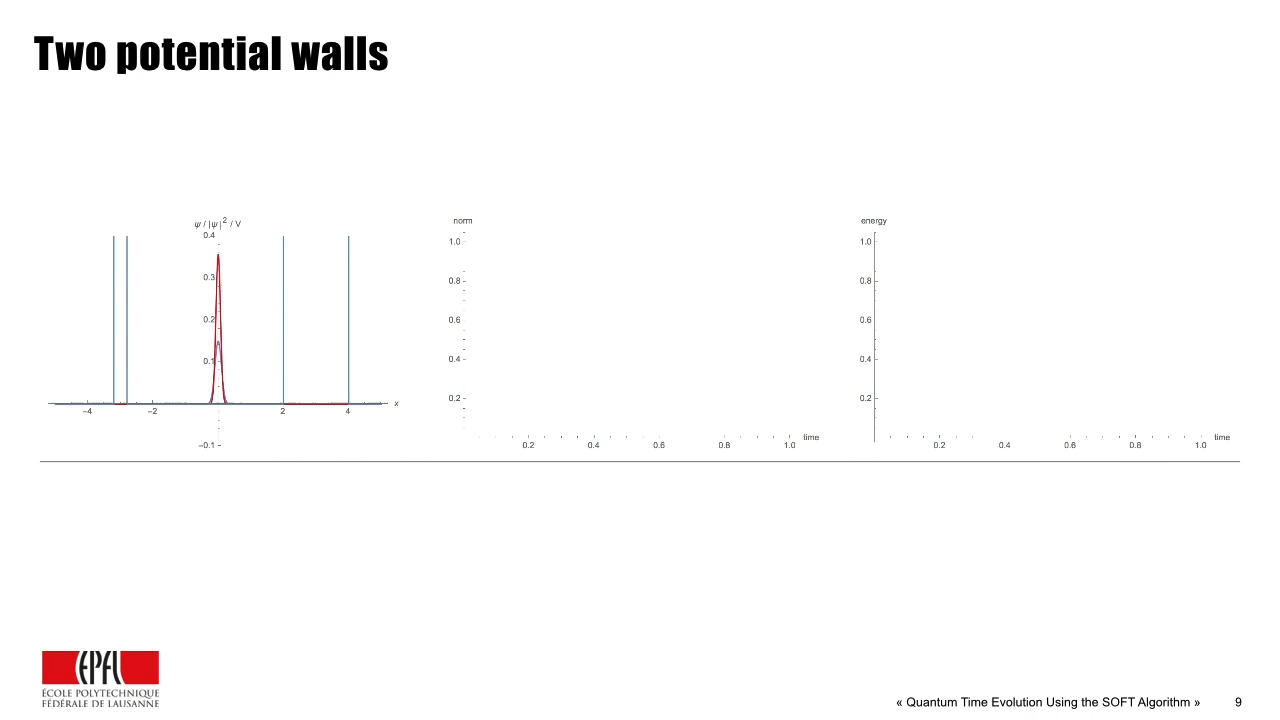 Two potential walls
ψ / |ψ|² / V
0.4
0.3
0.2
0.1
−0.1
−4 −2 2 4 x
norm
1.0
0.8
0.6
0.4
0.2
0.2 0.4 0.6 0.8 1.0 time
energy
1.0
0.8
0.6
0.4
0.2
0.2 0.4 0.6 0.8 1.0 time
EPFL
ÉCOLE POLYTECHNIQUE
FÉDÉRALE DE LAUSANNE
« Quantum Time Evolution Using the SOFT Algorithm » 9